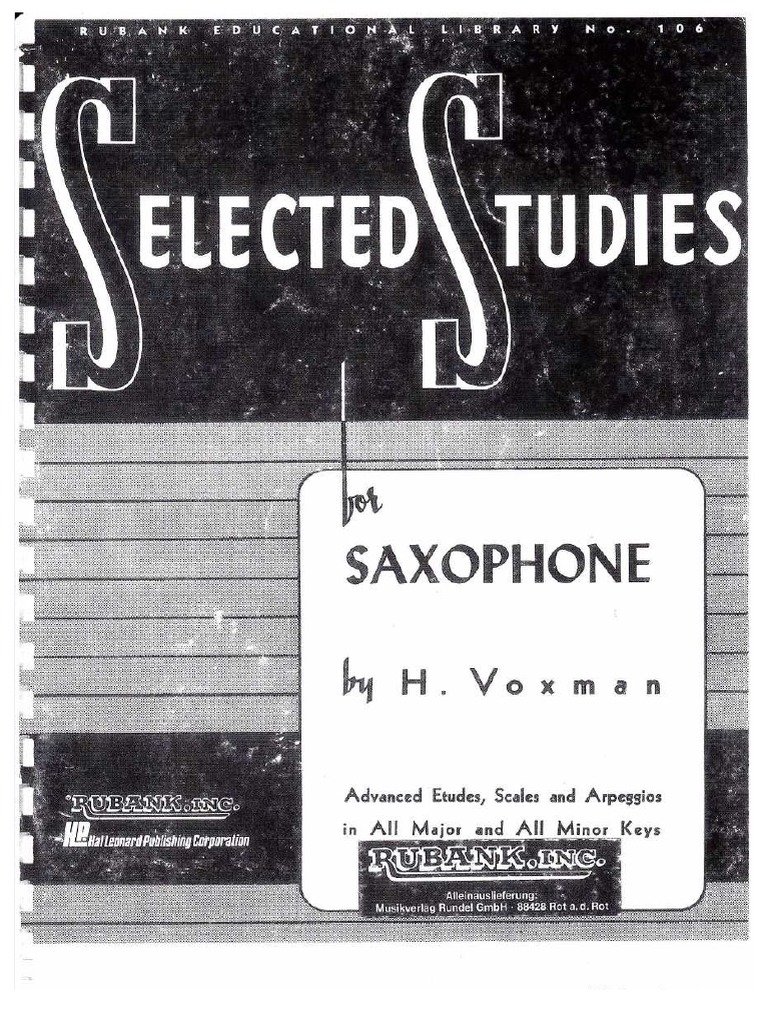 RUBANK EDUCATIONAL LIBRARY No. 106
SELECTED STUDIES
for
SAXOPHONE
by H. Voxman
Advanced Etudes, Scales and Arpeggios
in All Major and All Minor Keys
RUBANK, INC.
HL Hal Leonard Publishing Corporation
RUBANK, INC.
Alleinauslieferung:
Musikverlag Rundel GmbH · 88428 Rot a. d. Rot